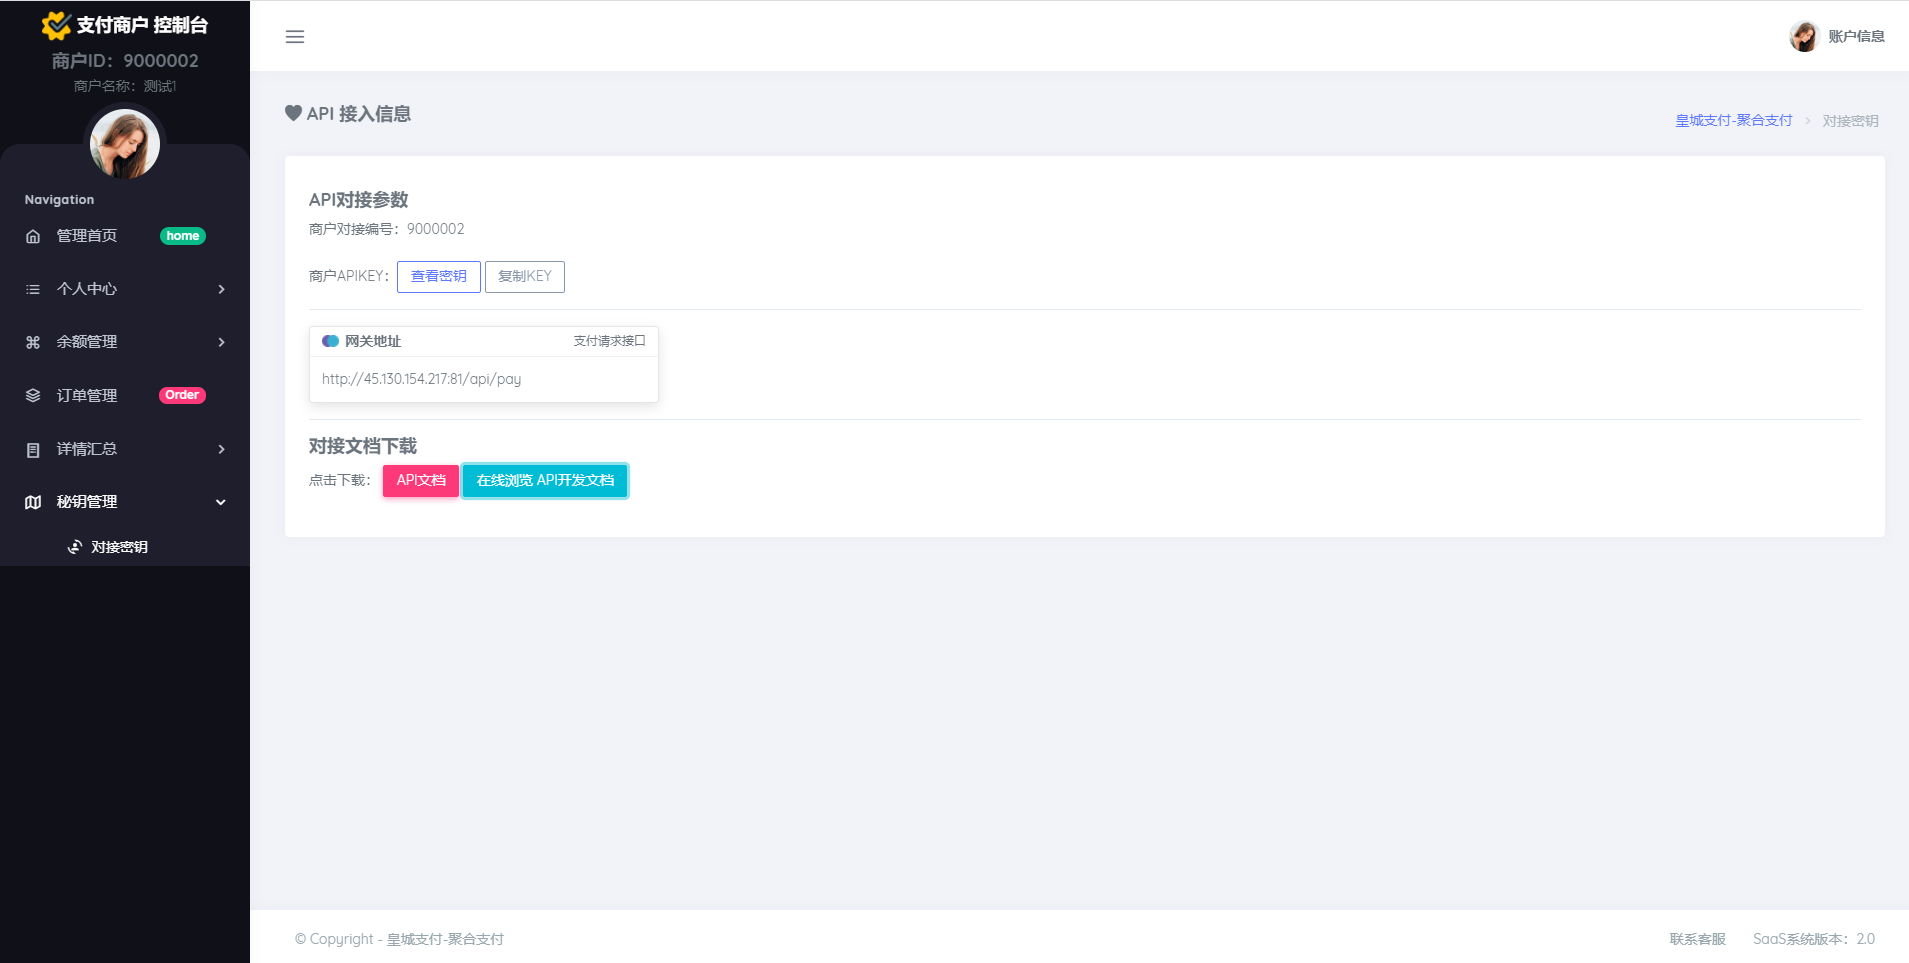 支付商户 控制台
商户ID：9000002
商户名称：测试1
Navigation
管理首页 home
个人中心
余额管理
订单管理 Order
详情汇总
秘钥管理
对接密钥
账户信息
API 接入信息
皇城支付-聚合支付 > 对接密钥
API对接参数
商户对接编号：9000002
商户APIKEY： 查看密钥 复制KEY
网关地址 支付请求接口
http://45.130.154.217:81/api/pay
对接文档下载
点击下载： API文档 在线浏览 API开发文档
© Copyright - 皇城支付-聚合支付
联系客服 SaaS系统版本：2.0